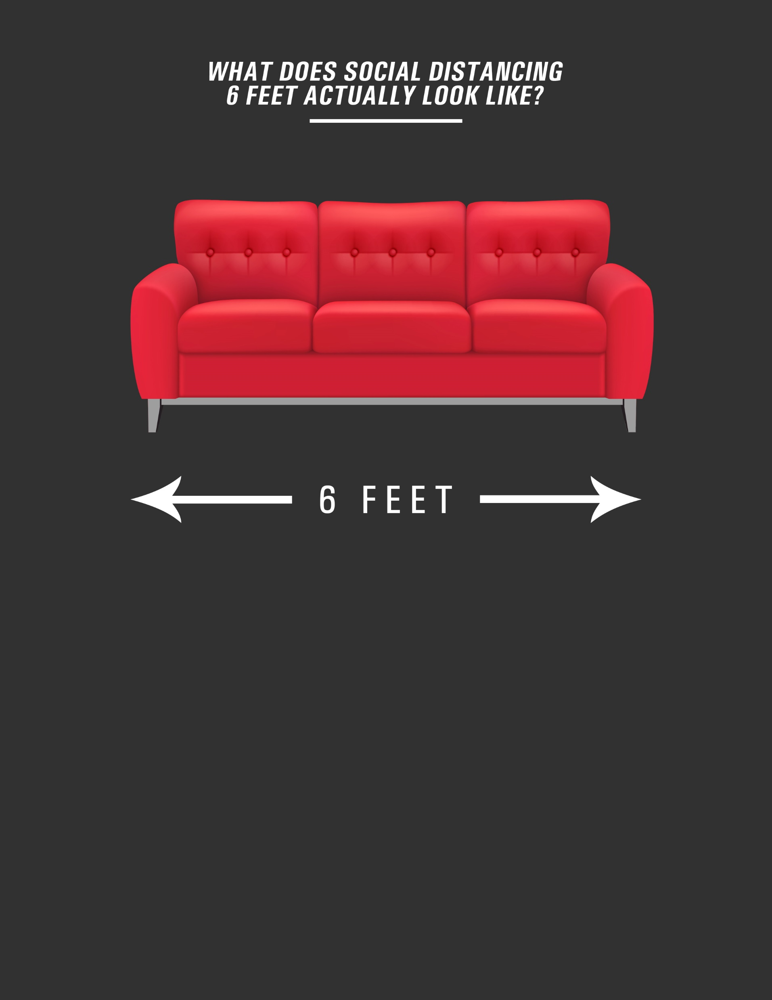 WHAT DOES SOCIAL DISTANCING
6 FEET ACTUALLY LOOK LIKE?
6 FEET